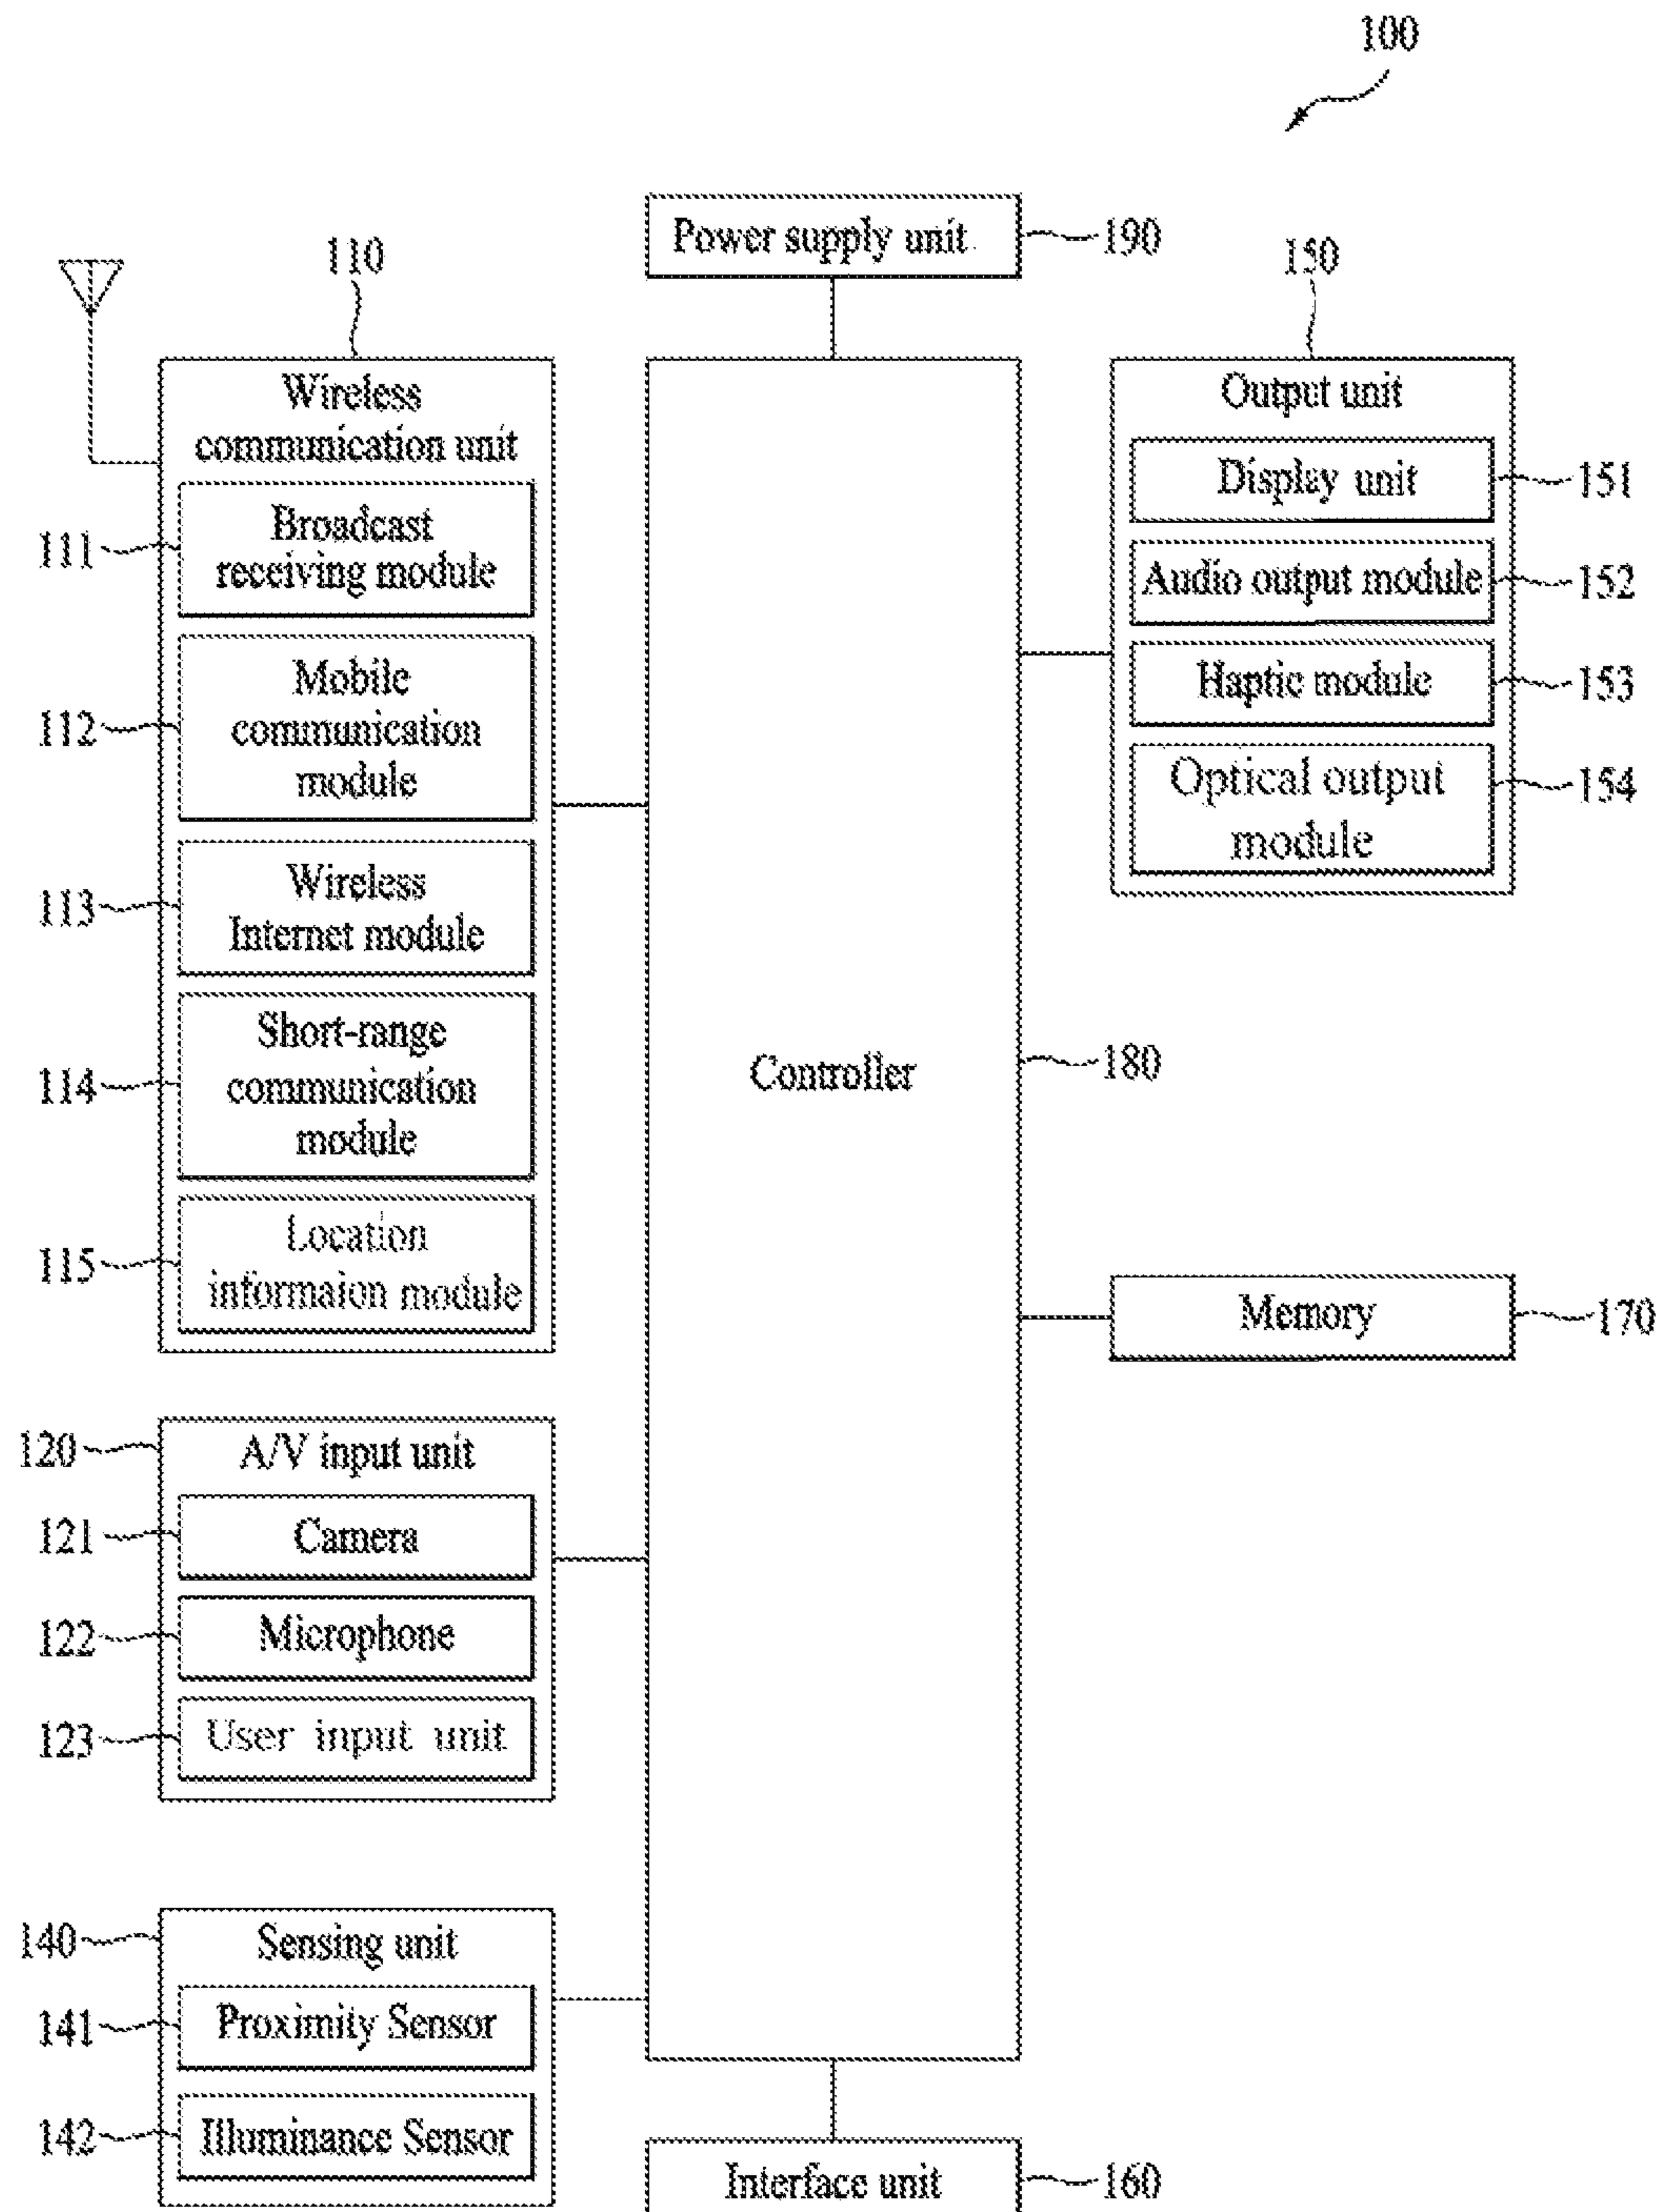 100
Power supply unit
190
110
150
Wireless
communication unit
Broadcast
receiving module
111
Mobile
communication
module
112
Wireless
Internet module
113
Short-range
communication
module
114
Location
informaion module
115
Output unit
Display unit
151
Audio output module
152
Haptic module
153
Optical output
module
154
Controller
180
Memory
170
120
A/V input unit
121
Camera
122
Microphone
123
User input unit
140
Sensing unit
141
Proximity Sensor
142
Illuminance Sensor
Interface unit
160